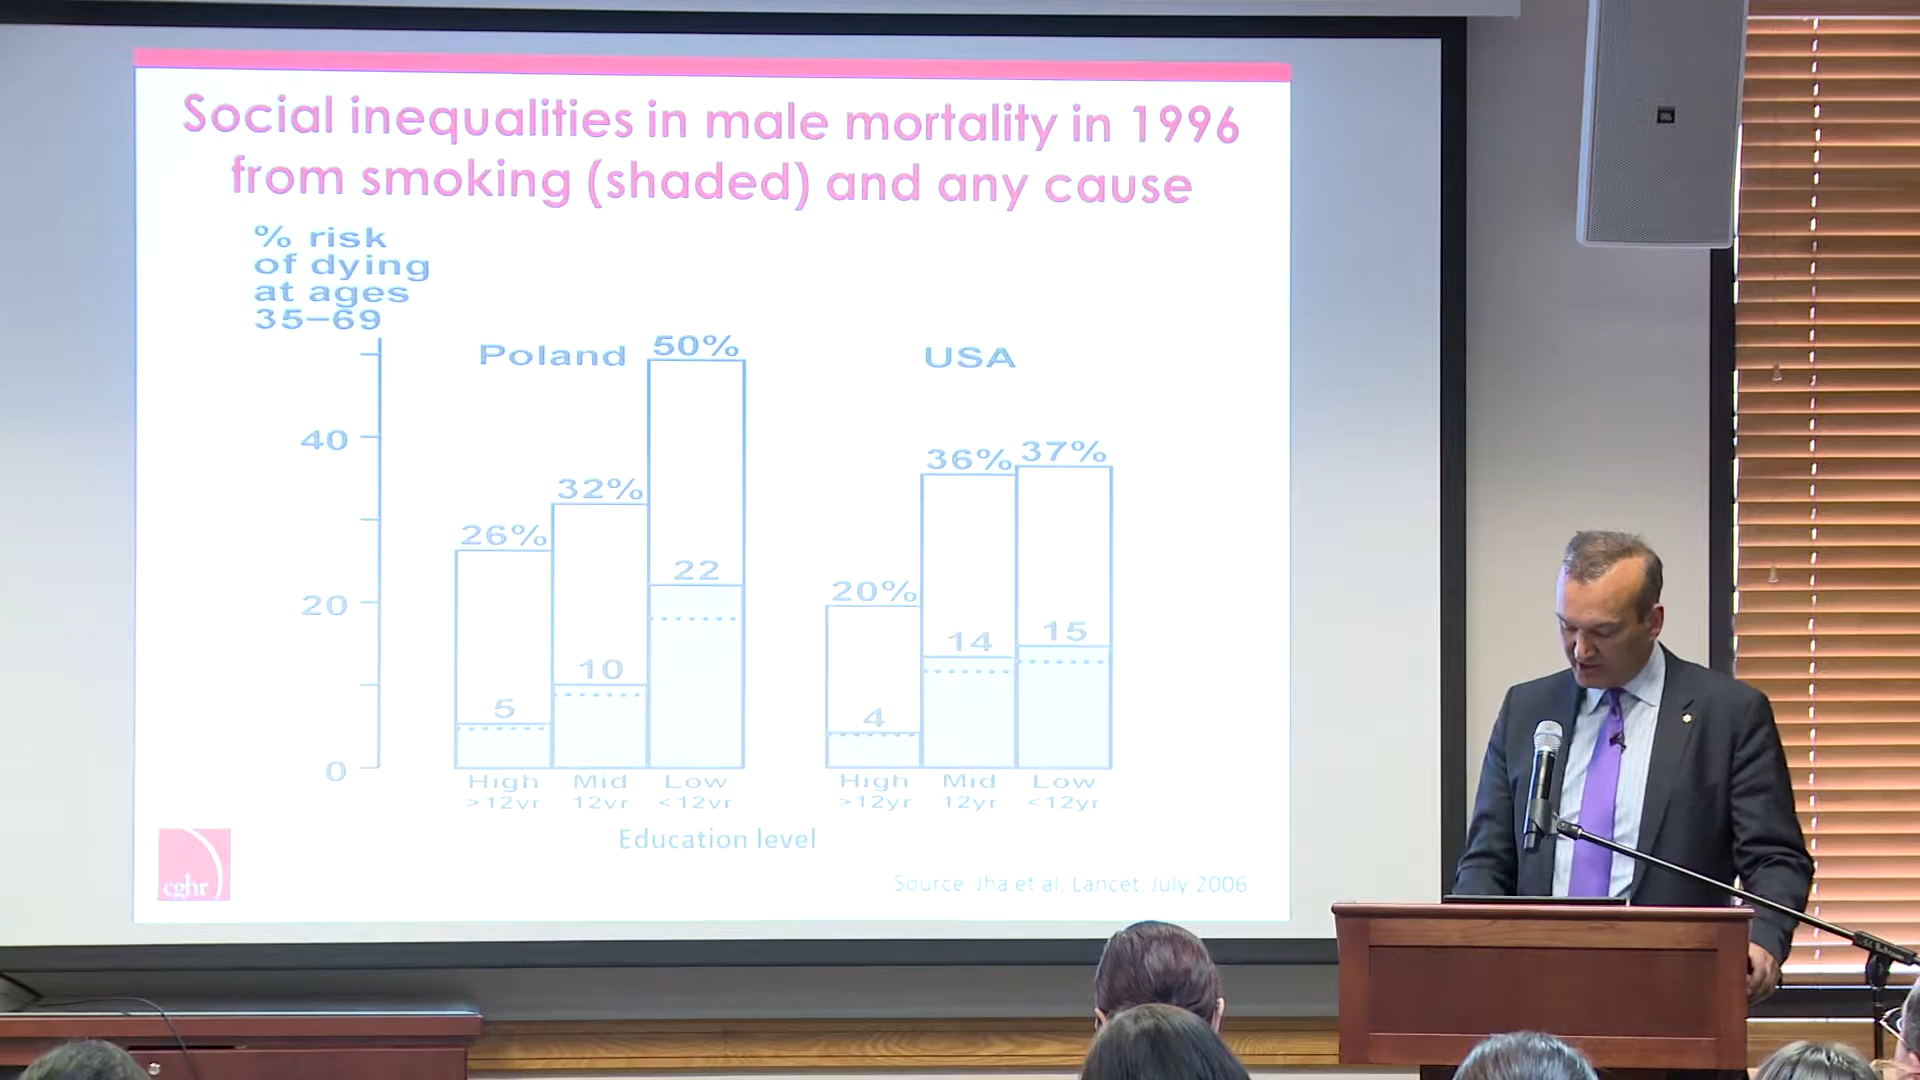 Social inequalities in male mortality in 1996
from smoking (shaded) and any cause
% risk
of dying
at ages
35–69
Poland
USA
50%
40
36%
37%
32%
26%
22
20
20%
14
15
10
5
4
0
High
Mid
Low
High
Mid
Low
>12yr
12yr
<12yr
>12yr
12yr
<12yr
Education level
cghr
Source: Jha et al, Lancet, July 2006